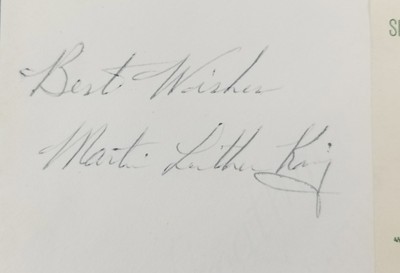 Best Wishes
Martin Luther King